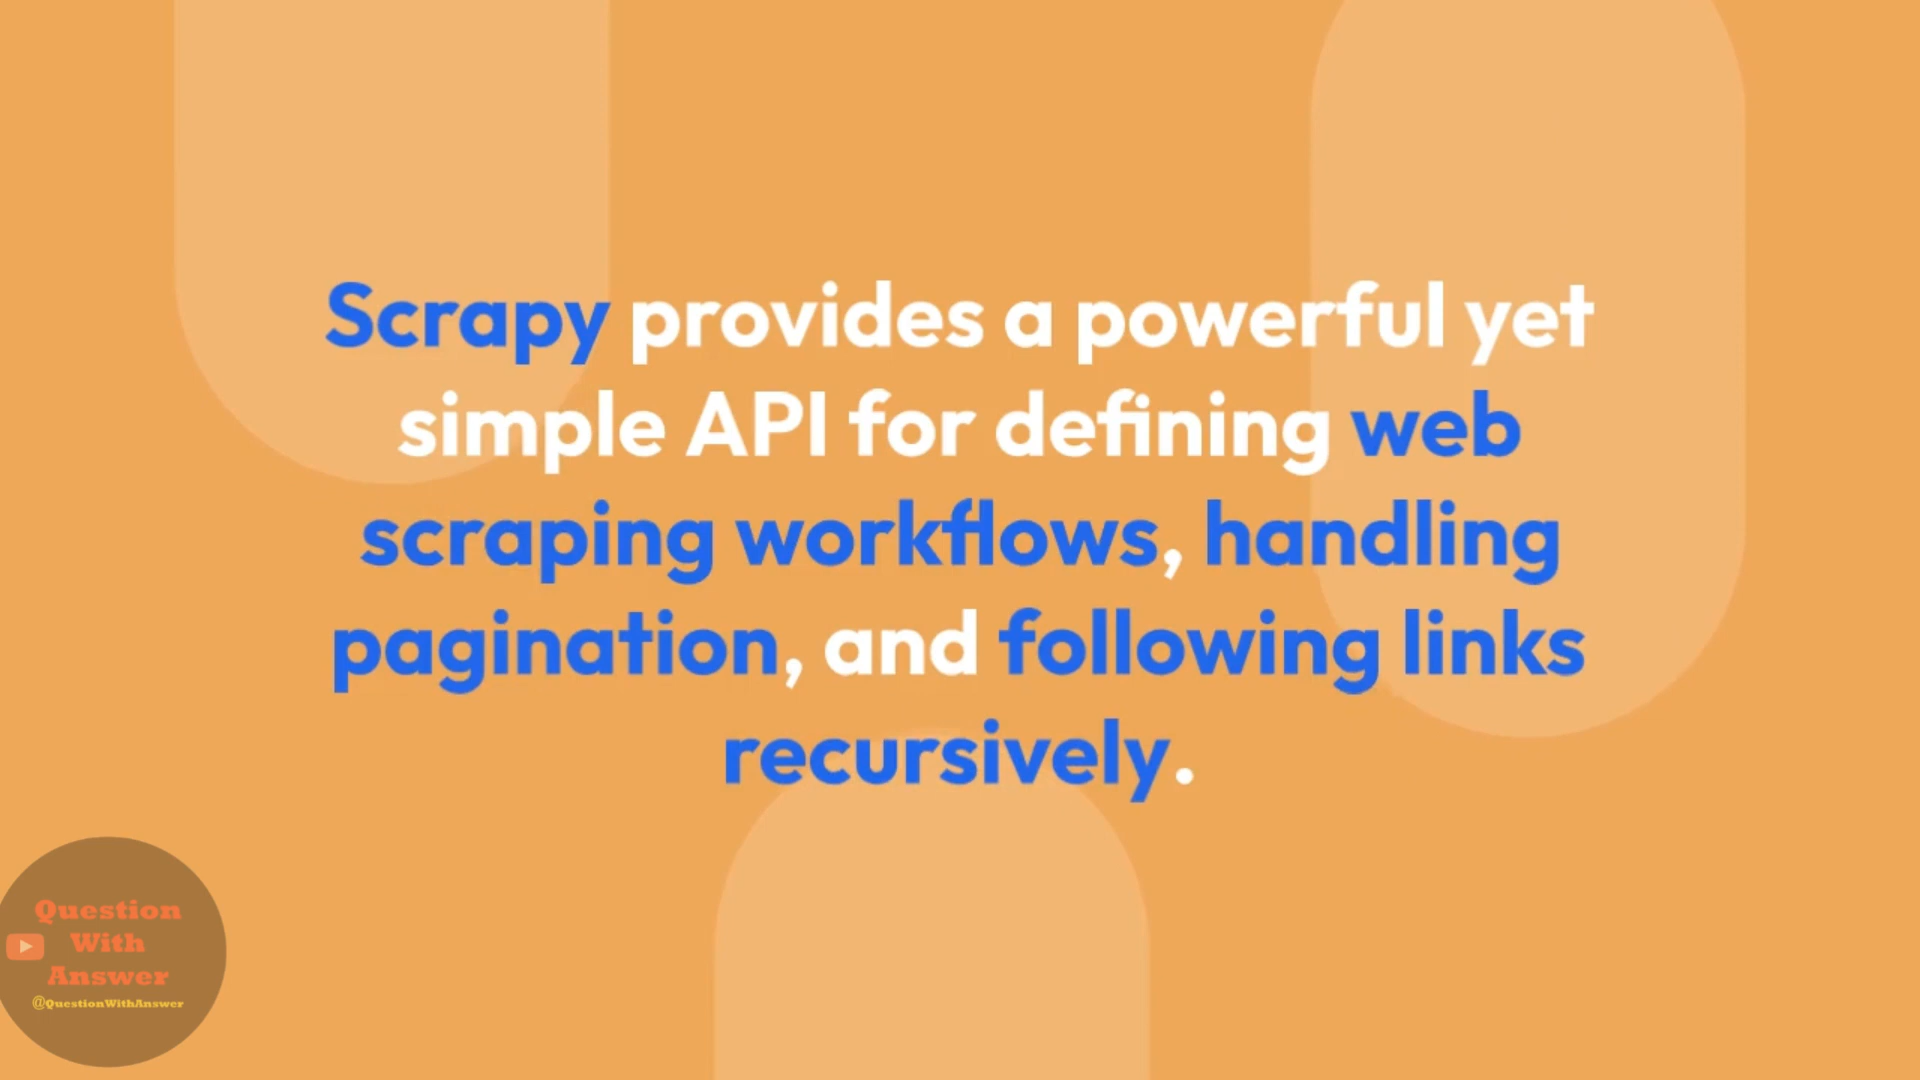 Scrapy provides a powerful yet
simple API for defining web
scraping workflows, handling
pagination, and following links
recursively.
Question
With
Answer
@QuestionWithAnswer